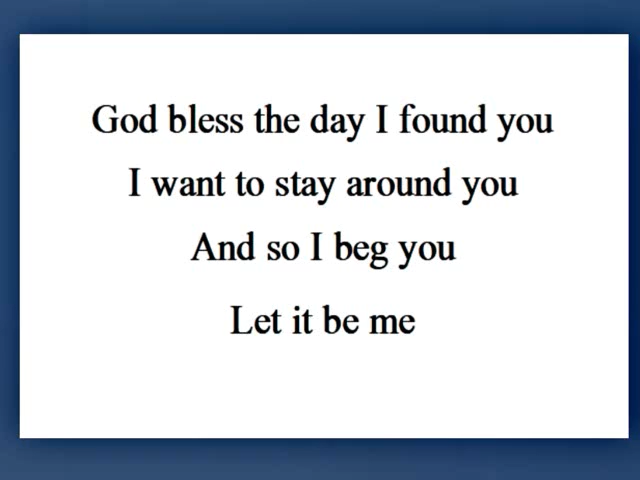 God bless the day I found you
I want to stay around you
And so I beg you
Let it be me